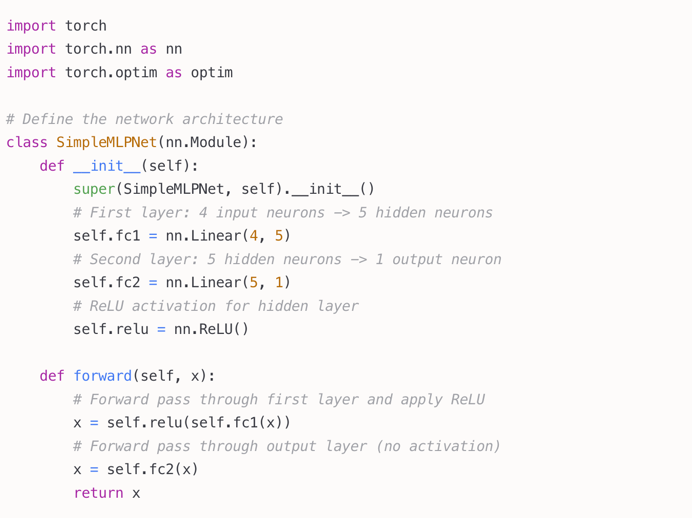 import torch
import torch.nn as nn
import torch.optim as optim

# Define the network architecture
class SimpleMLPNet(nn.Module):
    def __init__(self):
        super(SimpleMLPNet, self).__init__()
        # First layer: 4 input neurons -> 5 hidden neurons
        self.fc1 = nn.Linear(4, 5)
        # Second layer: 5 hidden neurons -> 1 output neuron
        self.fc2 = nn.Linear(5, 1)
        # ReLU activation for hidden layer
        self.relu = nn.ReLU()

    def forward(self, x):
        # Forward pass through first layer and apply ReLU
        x = self.relu(self.fc1(x))
        # Forward pass through output layer (no activation)
        x = self.fc2(x)
        return x